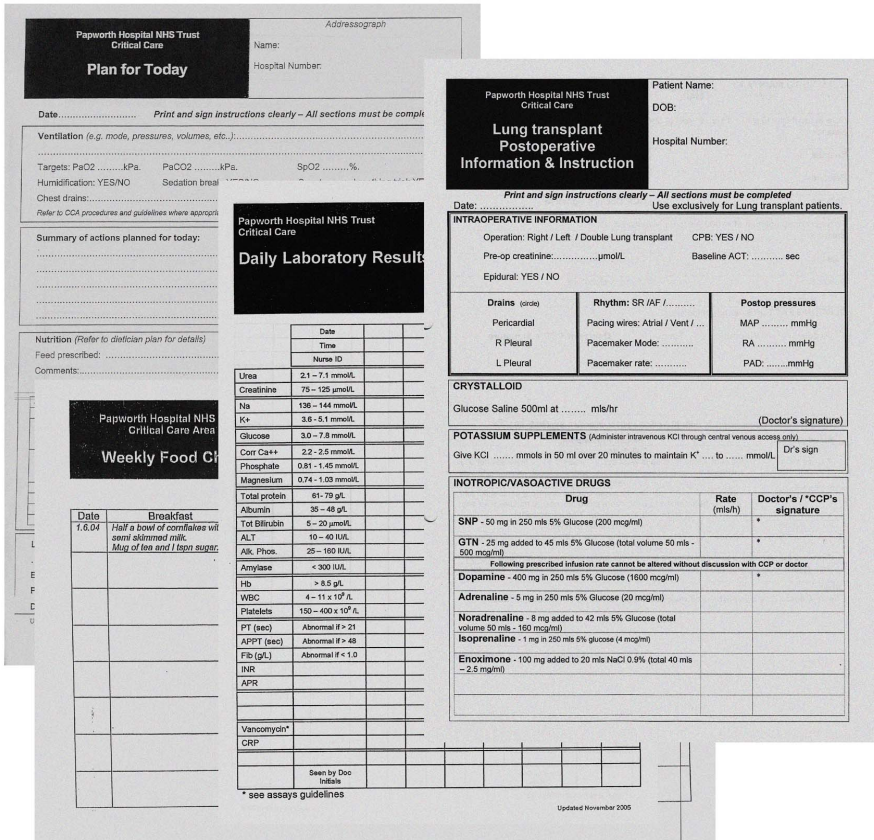 Papworth Hospital NHS Trust
Critical Care
Plan for Today
Addressograph
Name:
Hospital Number:
Date.......................... Print and sign instructions clearly – All sections must be
Ventilation (e.g. mode, pressures, volumes, etc..):
Targets: PaO2 .........kPa. PaCO2 .........kPa. SpO2 .........%.
Humidification: YES/NO Sedation
Chest drains:
Refer to CCA procedures and guidelines where
Summary of actions planned for today:
Nutrition (Refer to dietician plan for details)
Feed prescribed:
Comments:
Papworth Hospital NHS
Critical Care Area
Weekly Food
Date Breakfast
1.6.04 Half a bowl of cornflakes
semi skimmed milk.
Mug of tea and I tspn sugar.
Papworth Hospital NHS Trust
Critical Care
Daily Laboratory Results
Date
Time
Nurse ID
Urea 2.1 – 7.1 mmol/L
Creatinine 75 – 125 µmol/L
Na 136 – 144 mmol/L
K+ 3.6 - 5.1 mmol/L
Glucose 3.0 – 7.8 mmol/L
Corr Ca++ 2.2 - 2.5 mmol/L
Phosphate 0.81 - 1.45 mmol/L
Magnesium 0.74 - 1.03 mmol/L
Total protein 61- 79 g/L
Albumin 35 – 48 g/L
Tot Bilirubin 5 – 20 µmol/L
ALT 10 – 40 IU/L
Alk. Phos. 25 – 160 IU/L
Amylase < 300 IU/L
Hb > 8.5 g/L
WBC 4 – 11 x 10⁹ /L
Platelets 150 – 400 x 10⁹ /L
PT (sec) Abnormal if > 21
APPT (sec) Abnormal if > 48
Fib (g/L) Abnormal if < 1.0
INR
APR
Vancomycin*
CRP
Seen by Doc
Initials
* see assays guidelines
Updated November 2005
Papworth Hospital NHS Trust
Critical Care
Lung transplant
Postoperative
Information & Instruction
Patient Name:
DOB:
Hospital Number:
Print and sign instructions clearly – All sections must be completed
Date: ................. Use exclusively for Lung transplant patients.
INTRAOPERATIVE INFORMATION
Operation: Right / Left / Double Lung transplant CPB: YES / NO
Pre-op creatinine:...............µmol/L Baseline ACT: ........... sec
Epidural: YES / NO
Drains (circle) Rhythm: SR /AF /.......... Postop pressures
Pericardial Pacing wires: Atrial / Vent / ... MAP ......... mmHg
R Pleural Pacemaker Mode: ........... RA ......... mmHg
L Pleural Pacemaker rate: ........... PAD: ........mmHg
CRYSTALLOID
Glucose Saline 500ml at ........ mls/hr
(Doctor's signature)
POTASSIUM SUPPLEMENTS (Administer intravenous KCl through central venous access only)
Give KCl ....... mmols in 50 ml over 20 minutes to maintain K⁺ .... to ...... mmol/L Dr's sign
INOTROPIC/VASOACTIVE DRUGS
Drug Rate (mls/h) Doctor's / *CCP's signature
SNP - 50 mg in 250 mls 5% Glucose (200 mcg/ml) *
GTN - 25 mg added to 45 mls 5% Glucose (total volume 50 mls - *
500 mcg/ml)
Following prescribed infusion rate cannot be altered without discussion with CCP or doctor
Dopamine - 400 mg in 250 mls 5% Glucose (1600 mcg/ml) *
Adrenaline - 5 mg in 250 mls 5% Glucose (20 mcg/ml)
Noradrenaline - 8 mg added to 42 mls 5% Glucose (total
volume 50 mls - 160 mcg/ml)
Isoprenaline - 1 mg in 250 mls 5% glucose (4 mcg/ml)
Enoximone - 100 mg added to 20 mls NaCl 0.9% (total 40 mls
– 2.5 mg/ml)